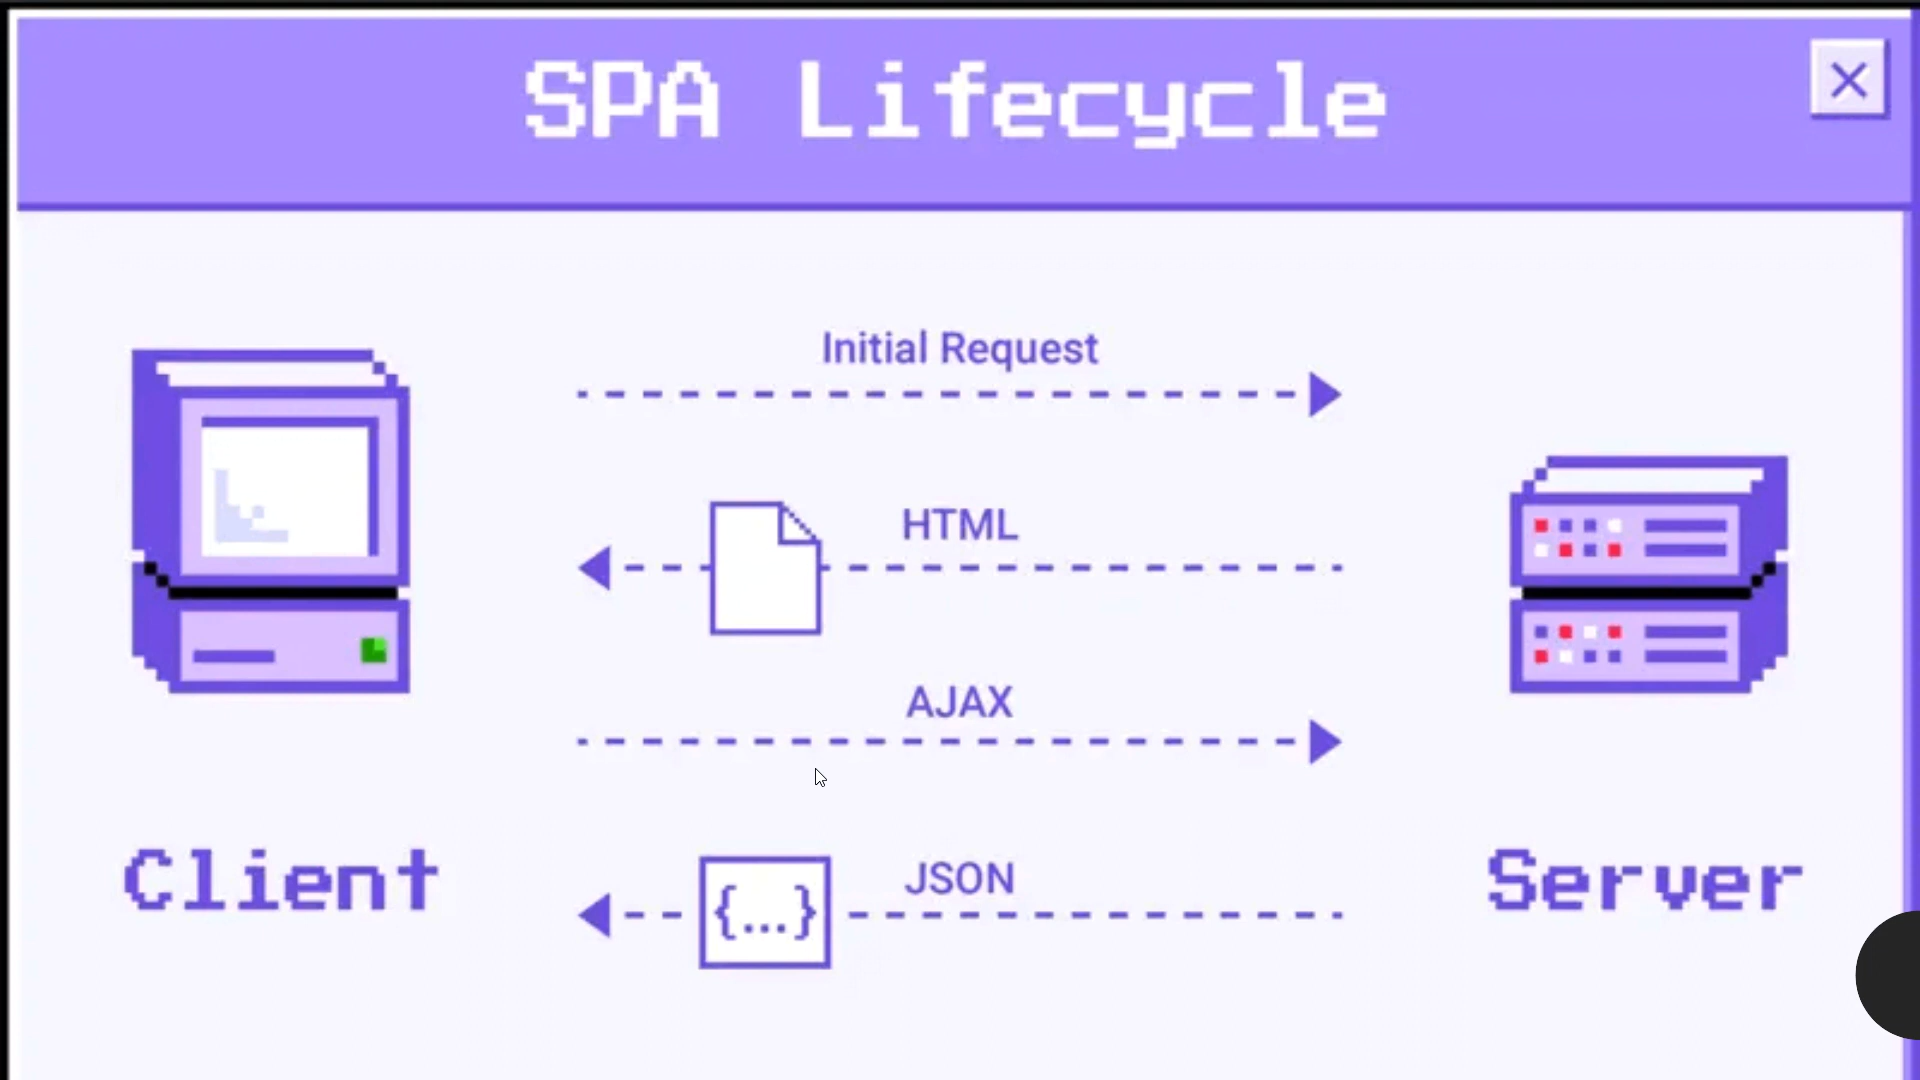 SPA Lifecycle
Initial Request
HTML
AJAX
JSON
{...}
Client
Server